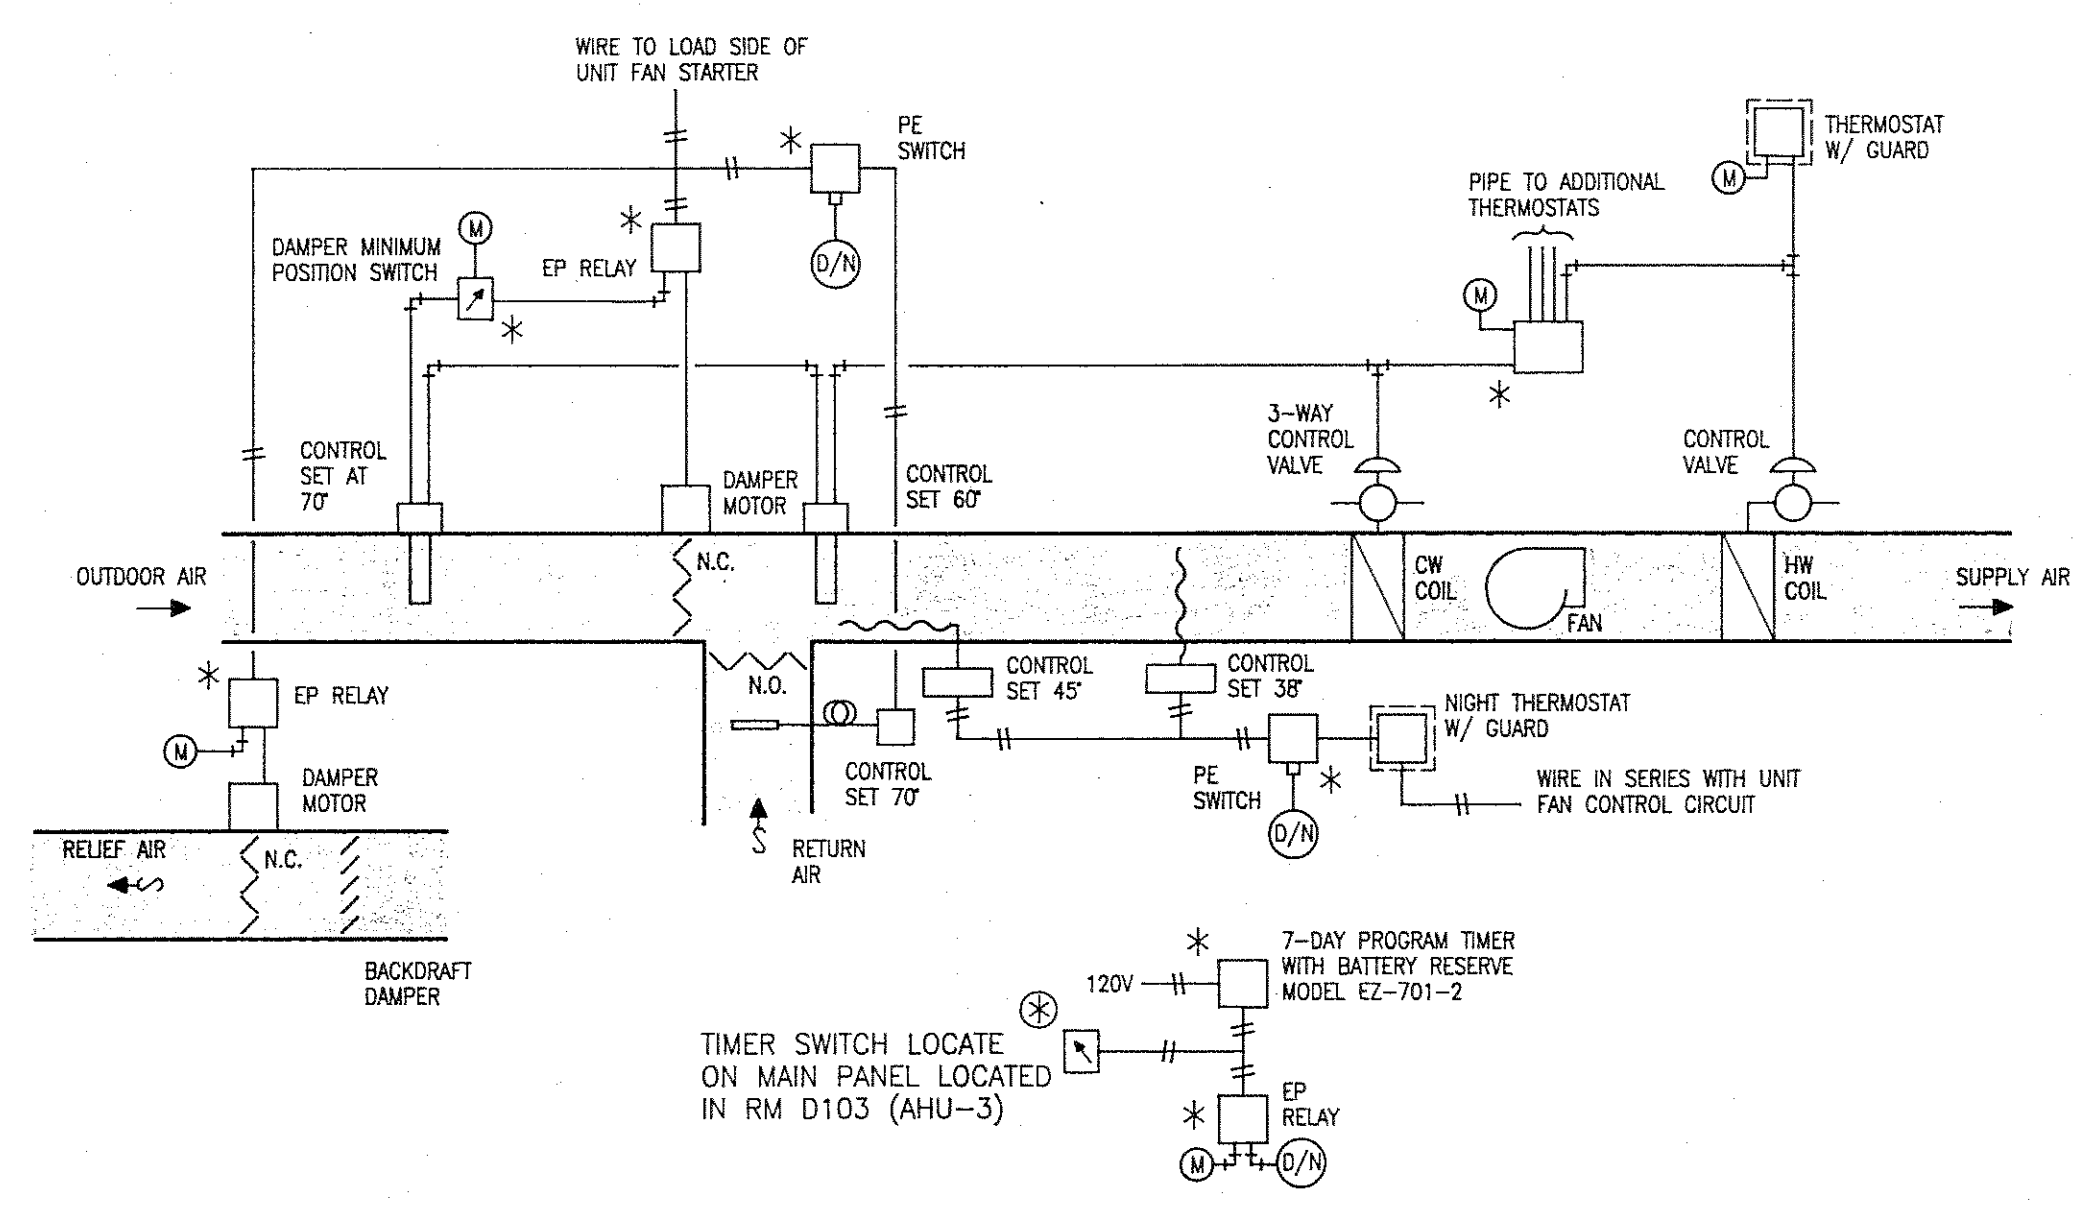 WIRE TO LOAD SIDE OF
UNIT FAN STARTER
PE
SWITCH
THERMOSTAT
W/ GUARD
M
PIPE TO ADDITIONAL
THERMOSTATS
M
DAMPER MINIMUM
POSITION SWITCH
EP RELAY
D/N
M
3-WAY
CONTROL
VALVE
CONTROL
VALVE
CONTROL
SET AT
70°
DAMPER
MOTOR
CONTROL
SET 60°
OUTDOOR AIR
N.C.
CW
COIL
FAN
HW
COIL
SUPPLY AIR
N.O.
CONTROL
SET 45°
CONTROL
SET 38°
EP RELAY
M
NIGHT THERMOSTAT
W/ GUARD
DAMPER
MOTOR
CONTROL
SET 70°
PE
SWITCH
D/N
WIRE IN SERIES WITH UNIT
FAN CONTROL CIRCUIT
RELIEF AIR
N.C.
RETURN
AIR
BACKDRAFT
DAMPER
120V
7-DAY PROGRAM TIMER
WITH BATTERY RESERVE
MODEL EZ-701-2
TIMER SWITCH LOCATE
ON MAIN PANEL LOCATED
IN RM D103 (AHU-3)
EP
RELAY
M
D/N